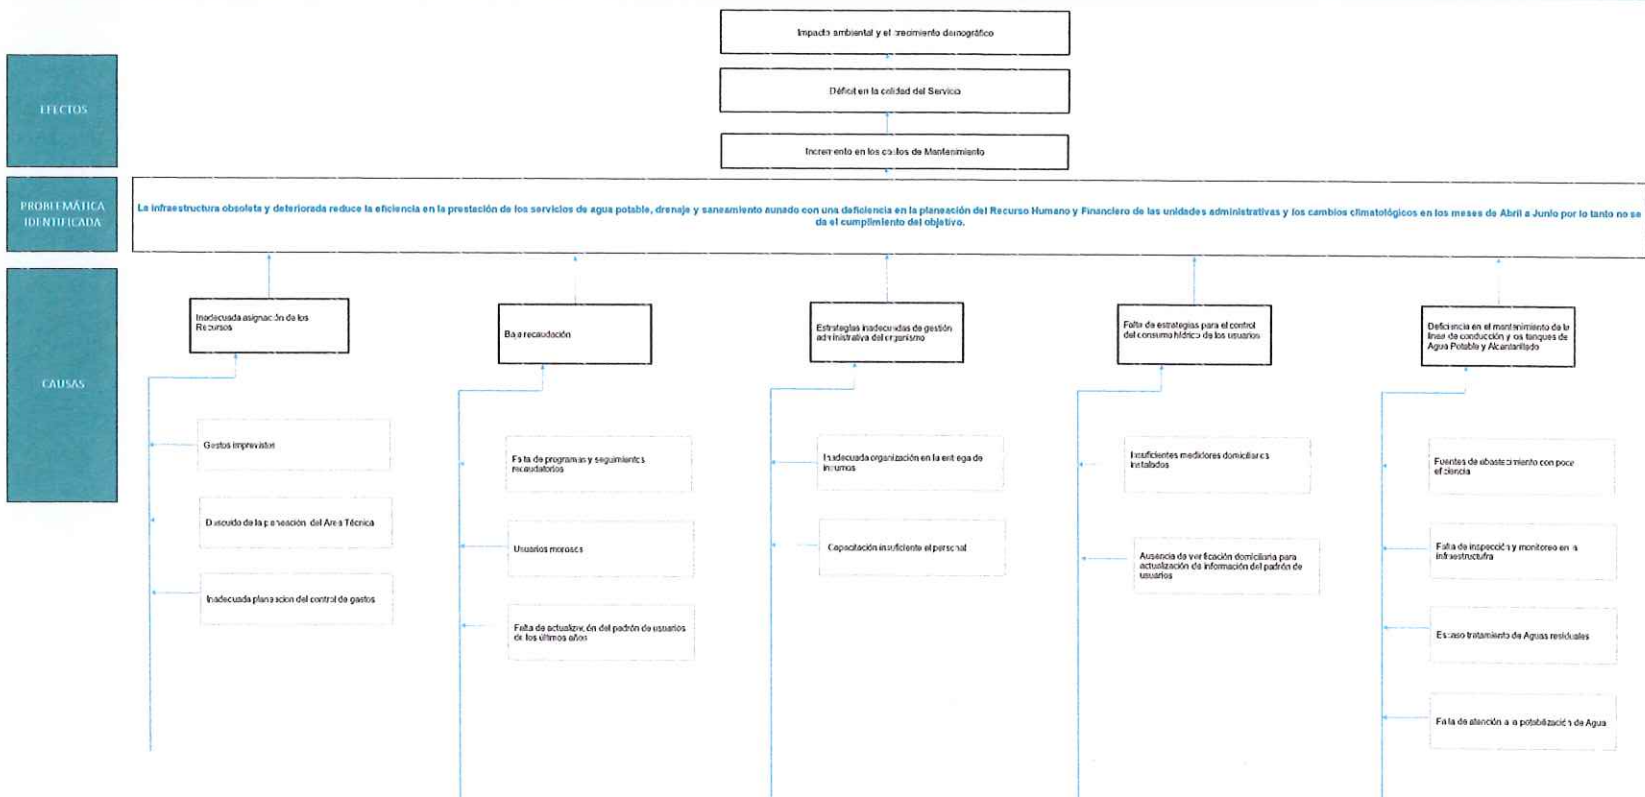 Impacto ambiental y el crecimiento demográfico
EFECTOS
Déficit en la calidad del Servicio
Incremento en los costos de Mantenimiento
PROBLEMÁTICA
IDENTIFICADA
La infraestructura obsoleta y deteriorada reduce la eficiencia en la prestación de los servicios de agua potable, drenaje y saneamiento aunado con una deficiencia en la planeación del Recurso Humano y Financiero de las unidades administrativas y los cambios climatológicos en los meses de Abril a Junio por lo tanto no se
da el cumplimiento del objetivo.
CAUSAS
Inadecuada asignación de los
Recursos
Baja recaudación
Estrategias inadecuadas de gestión
administrativa del organismo
Falta de estrategias para el control
del consumo hídrico de los usuarios
Deficiencia en el mantenimiento de la
línea de conducción y los tanques de
Agua Potable y Alcantarillado
Gastos imprevistos
Descuido de la planeación del Area Técnica
Inadecuada planeacion del control de gastos
Falta de programas y seguimientos
recaudatorios
Usuarios morosos
Falta de actualización del padrón de usuarios
de los últimos años
Inadecuada organización en la entrega de
insumos
Capacitación insuficiente al personal
Insuficientes medidores domiciliarios
instalados
Ausencia de verificación domiciliaria para
actualización de información del padrón de
usuarios
Fuentes de abastecimiento con poca
eficiencia
Falta de inspección y monitoreo en la
infraestructufra
Escaso tratamiento de Aguas residuales
Falta de atención a la potabilización de Agua